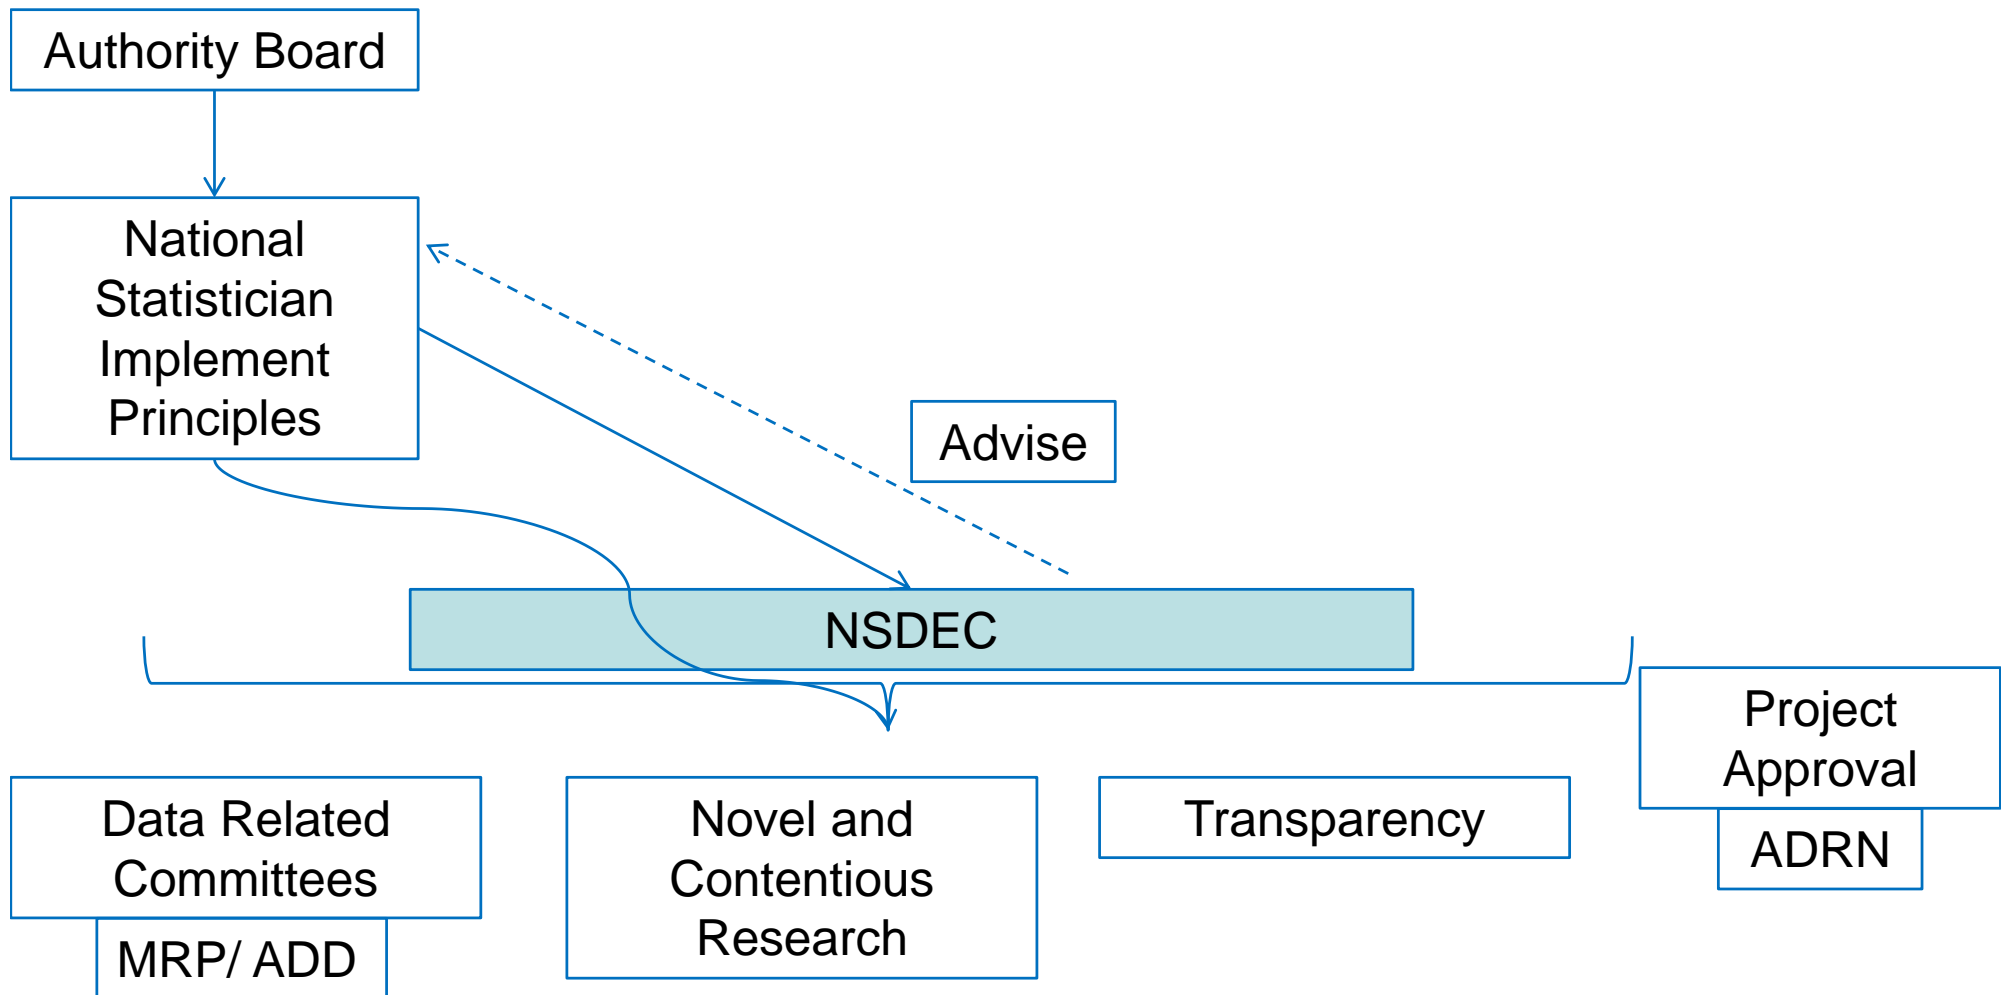 Authority Board
National
Statistician
Implement
Principles
Advise
NSDEC
Project
Approval
ADRN
Data Related
Committees
MRP/ ADD
Novel and
Contentious
Research
Transparency